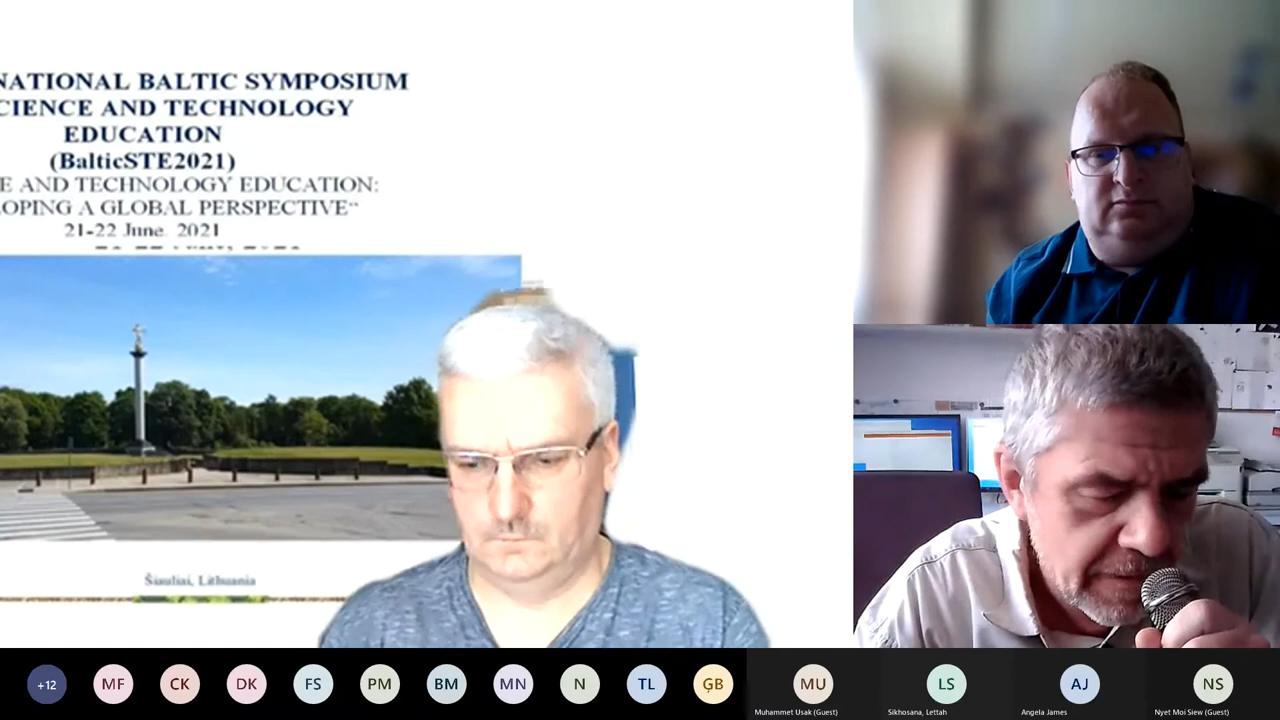 NATIONAL BALTIC SYMPOSIUM
CIENCE AND TECHNOLOGY
EDUCATION
(BalticSTE2021)
E AND TECHNOLOGY EDUCATION:
OPING A GLOBAL PERSPECTIVE“
21-22 June, 2021
Šiauliai, Lithuania
+12
MF
CK
DK
FS
PM
BM
MN
N
TL
ĢB
MU
LS
AJ
NS
Muhammet Usak (Guest)
Sikhosana, Lettah
Angela James
Nyet Moi Siew (Guest)